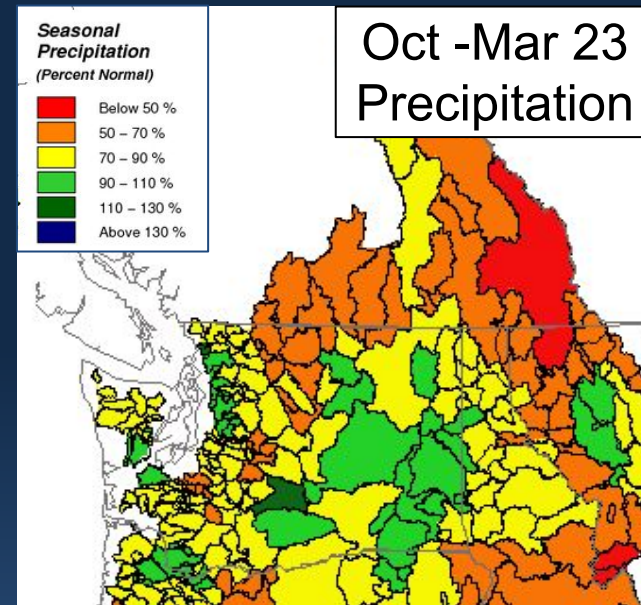 Seasonal
Precipitation
(Percent Normal)
Below 50 %
50 – 70 %
70 – 90 %
90 – 110 %
110 – 130 %
Above 130 %
Oct -Mar 23
Precipitation